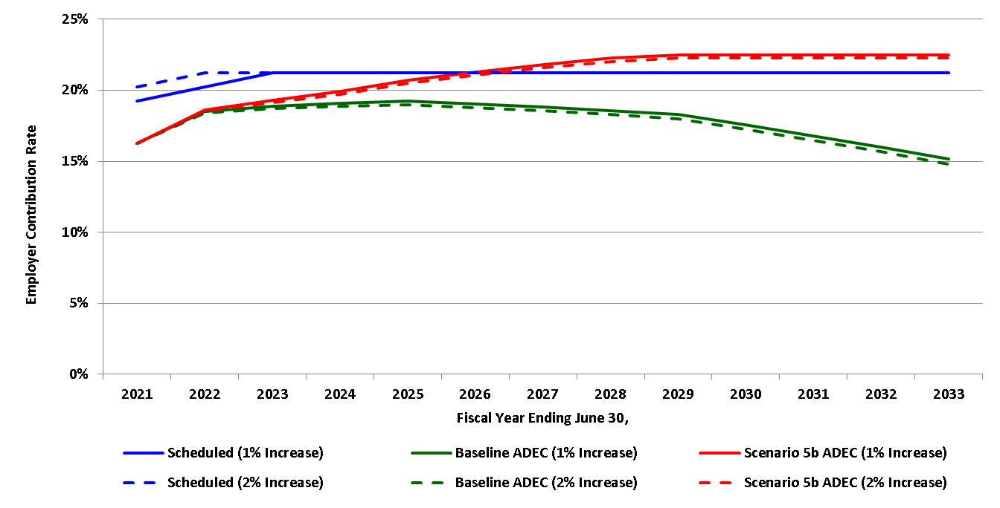 25%
20%
15%
10%
5%
0%
Employer Contribution Rate
2021 2022 2023 2024 2025 2026 2027 2028 2029 2030 2031 2032 2033
Fiscal Year Ending June 30,
Scheduled (1% Increase) Baseline ADEC (1% Increase) Scenario 5b ADEC (1% Increase)
Scheduled (2% Increase) Baseline ADEC (2% Increase) Scenario 5b ADEC (2% Increase)